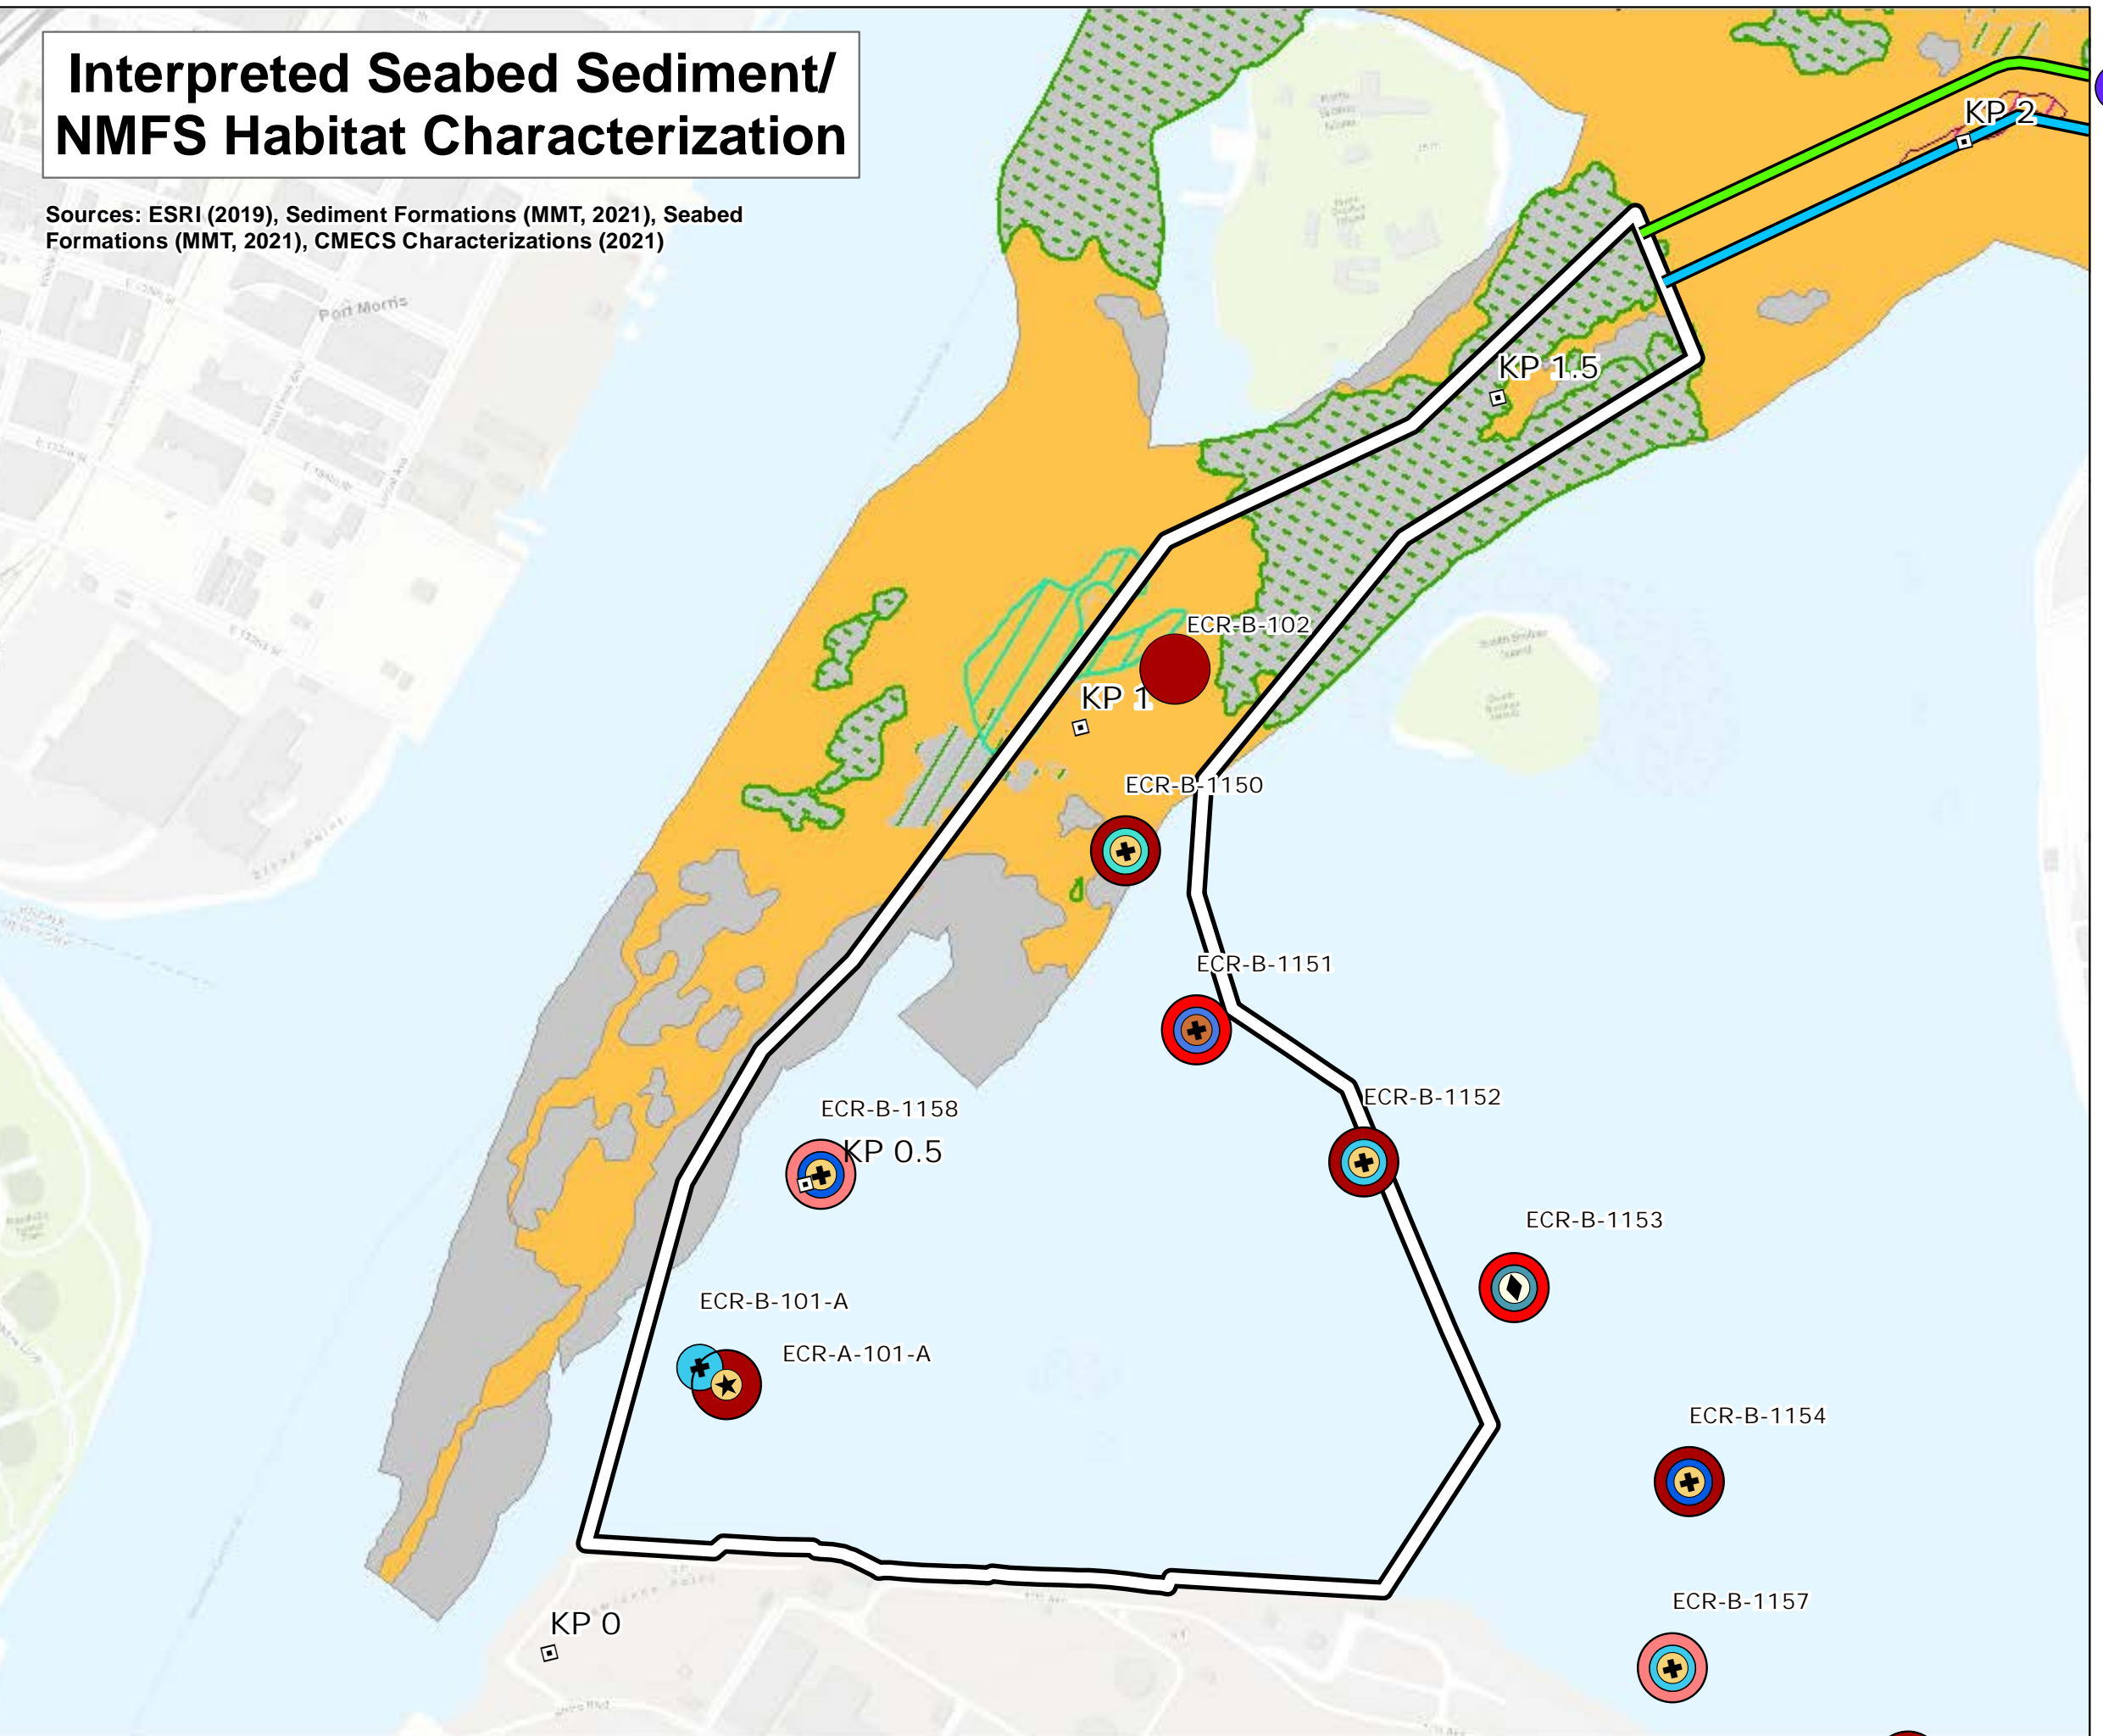 Interpreted Seabed Sediment/
NMFS Habitat Characterization
Sources: ESRI (2019), Sediment Formations (MMT, 2021), Seabed
Formations (MMT, 2021), CMECS Characterizations (2021)
KP 2
Port Morris
KP 1.5
ECR-B-102
KP 1
ECR-B-1150
ECR-B-1151
ECR-B-1152
ECR-B-1158
KP 0.5
ECR-B-1153
ECR-B-101-A
ECR-A-101-A
ECR-B-1154
ECR-B-1157
KP 0